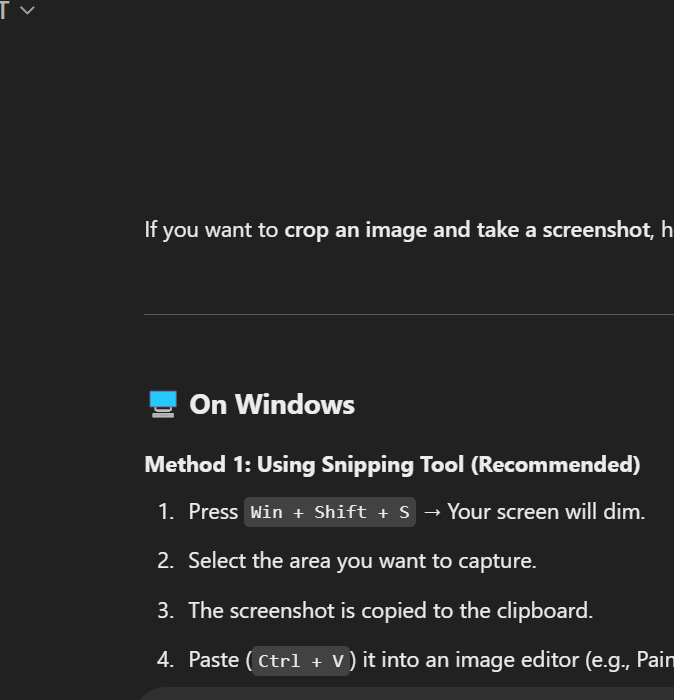 T
If you want to crop an image and take a screenshot, h
On Windows
Method 1: Using Snipping Tool (Recommended)
1. Press Win + Shift + S → Your screen will dim.
2. Select the area you want to capture.
3. The screenshot is copied to the clipboard.
4. Paste (Ctrl + V) it into an image editor (e.g., Pain